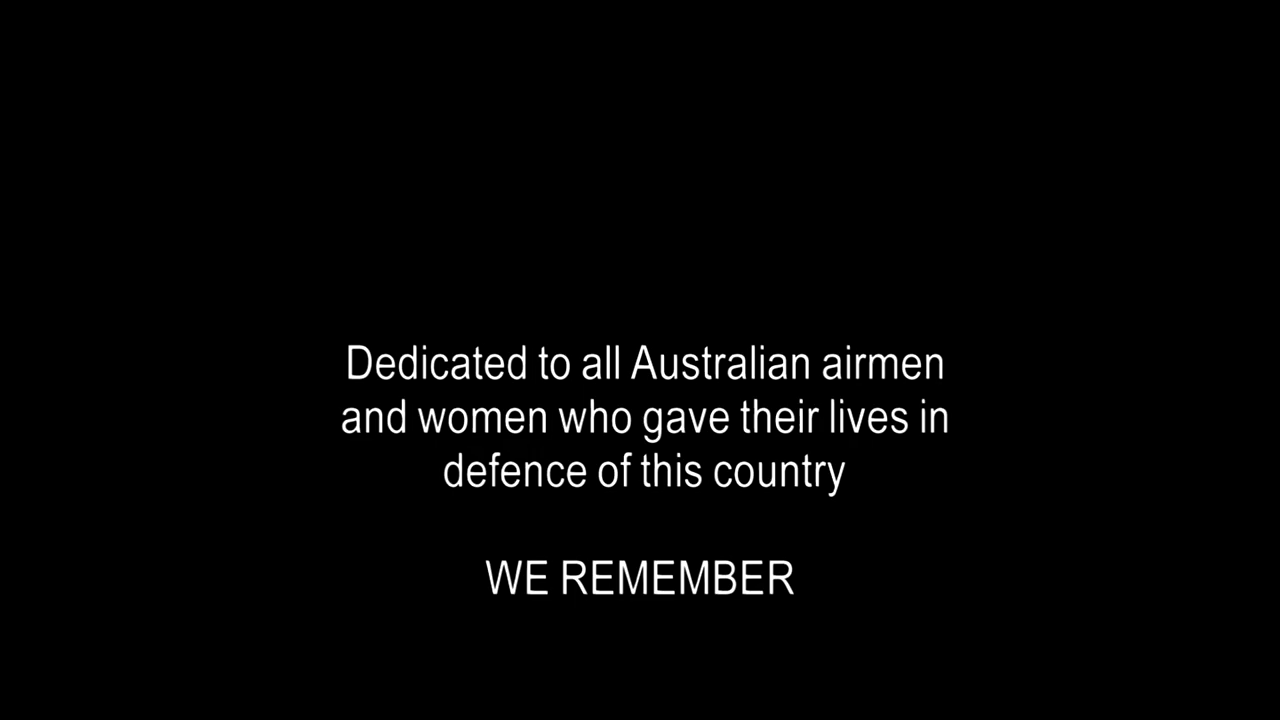 Dedicated to all Australian airmen
and women who gave their lives in
defence of this country
WE REMEMBER